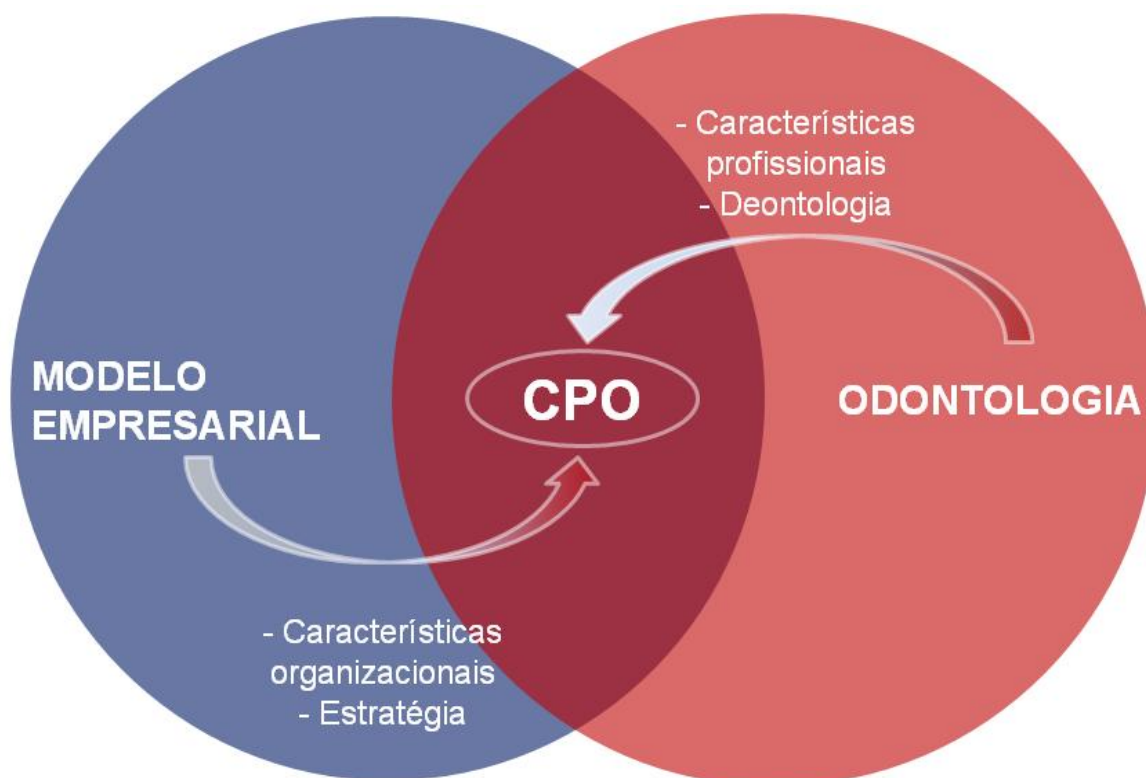 - Características
profissionais
- Deontologia
MODELO
EMPRESARIAL
CPO
ODONTOLOGIA
- Características
organizacionais
- Estratégia